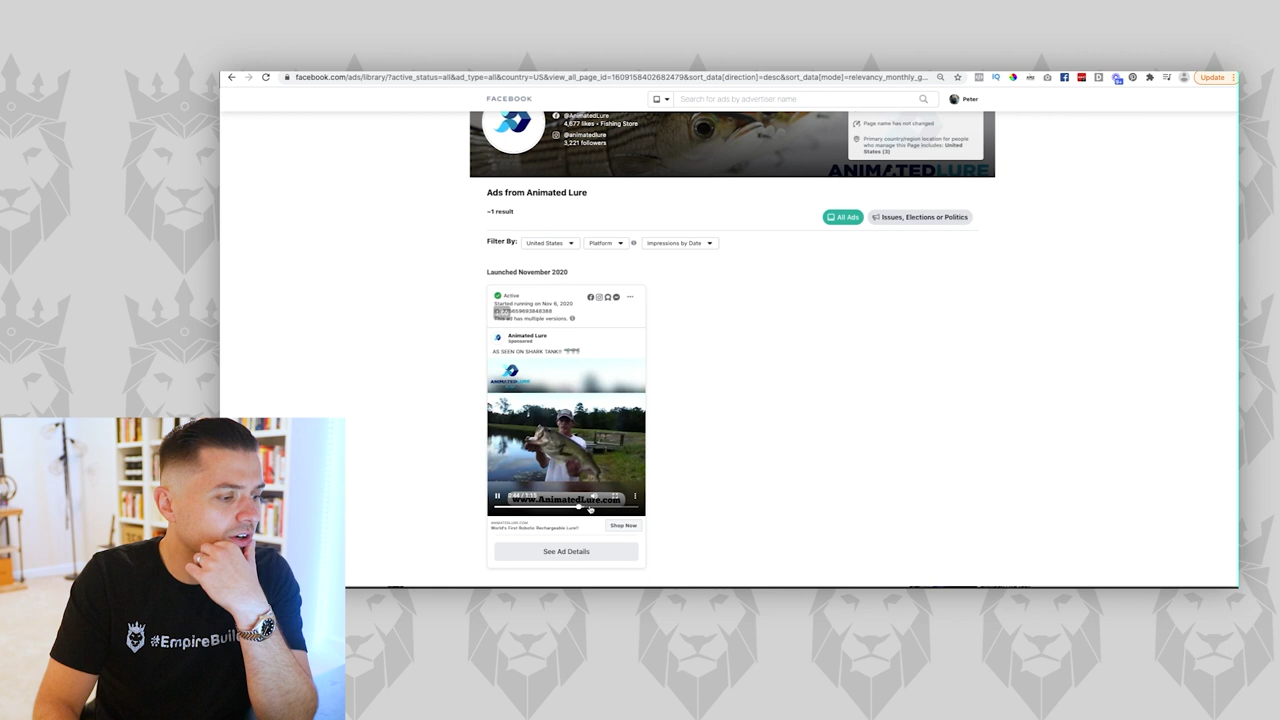 facebook.com/ads/library/?active_status=all&ad_type=all&country=US&view_all_page_id=1609158402682479&sort_data[direction]=desc&sort_data[mode]=relevancy_monthly_g...
Update
FACEBOOK
Search for ads by advertiser name
Peter
@AnimatedLure
4,677 likes • Fishing Store
@animatedlure
3,221 followers
Page name has not changed
Primary country/region location for people
who manage this Page includes: United
States (3)
ANIMATEDLURE
Ads from Animated Lure
~1 result
All Ads
Issues, Elections or Politics
Filter By:
United States
Platform
Impressions by Date
Launched November 2020
Active
Started running on Nov 6, 2020
This ad has multiple versions.
Animated Lure
Sponsored
AS SEEN ON SHARK TANK!!
ANIMATEDLURE
0:44 / 1:15
www.AnimatedLure.com
ANIMATEDLURE.COM
World's First Robotic Rechargeable Lure!!
Shop Now
See Ad Details
#EmpireBuil